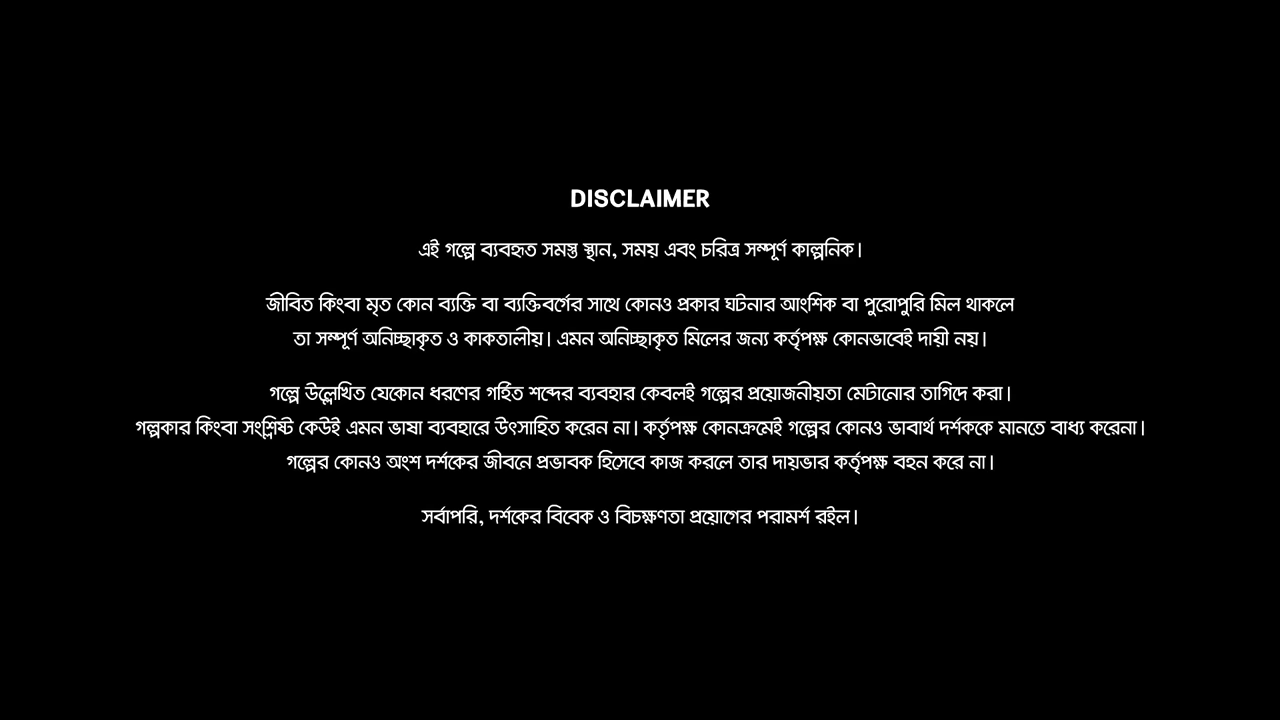 DISCLAIMER
এই গল্পে ব্যবহৃত সমস্ত স্থান, সময় এবং চরিত্র সম্পূর্ণ কাল্পনিক।
জীবিত কিংবা মৃত কোন ব্যক্তি বা ব্যক্তিবর্গের সাথে কোনও প্রকার ঘটনার আংশিক বা পুরোপুরি মিল থাকলে
তা সম্পূর্ণ অনিচ্ছাকৃত ও কাকতালীয়। এমন অনিচ্ছাকৃত মিলের জন্য কর্তৃপক্ষ কোনভাবেই দায়ী নয়।
গল্পে উল্লেখিত যেকোন ধরণের গর্হিত শব্দের ব্যবহার কেবলই গল্পের প্রয়োজনীয়তা মেটানোর তাগিদে করা।
গল্পকার কিংবা সংশ্লিষ্ট কেউই এমন ভাষা ব্যবহারে উৎসাহিত করেন না। কর্তৃপক্ষ কোনক্রমেই গল্পের কোনও ভাবার্থ দর্শককে মানতে বাধ্য করেনা।
গল্পের কোনও অংশ দর্শকের জীবনে প্রভাবক হিসেবে কাজ করলে তার দায়ভার কর্তৃপক্ষ বহন করে না।
সর্বাপরি, দর্শকের বিবেক ও বিচক্ষণতা প্রয়োগের পরামর্শ রইল।